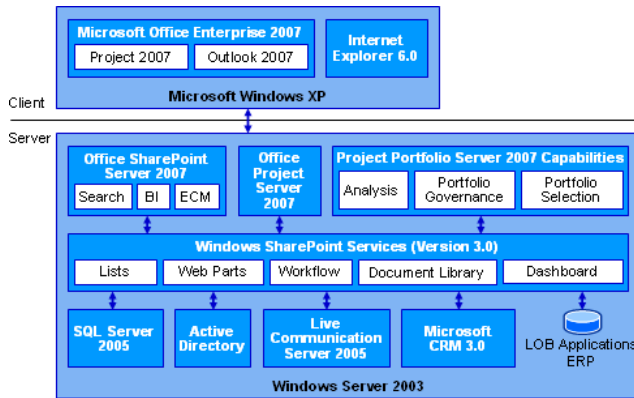 Microsoft Office Enterprise 2007
Project 2007
Outlook 2007
Internet
Explorer 6.0
Microsoft Windows XP
Client
Server
Office SharePoint
Server 2007
Search
BI
ECM
Office
Project
Server
2007
Project Portfolio Server 2007 Capabilities
Analysis
Portfolio
Governance
Portfolio
Selection
Windows SharePoint Services (Version 3.0)
Lists
Web Parts
Workflow
Document Library
Dashboard
SQL Server
2005
Active
Directory
Live
Communication
Server 2005
Microsoft
CRM 3.0
LOB Applications
ERP
Windows Server 2003